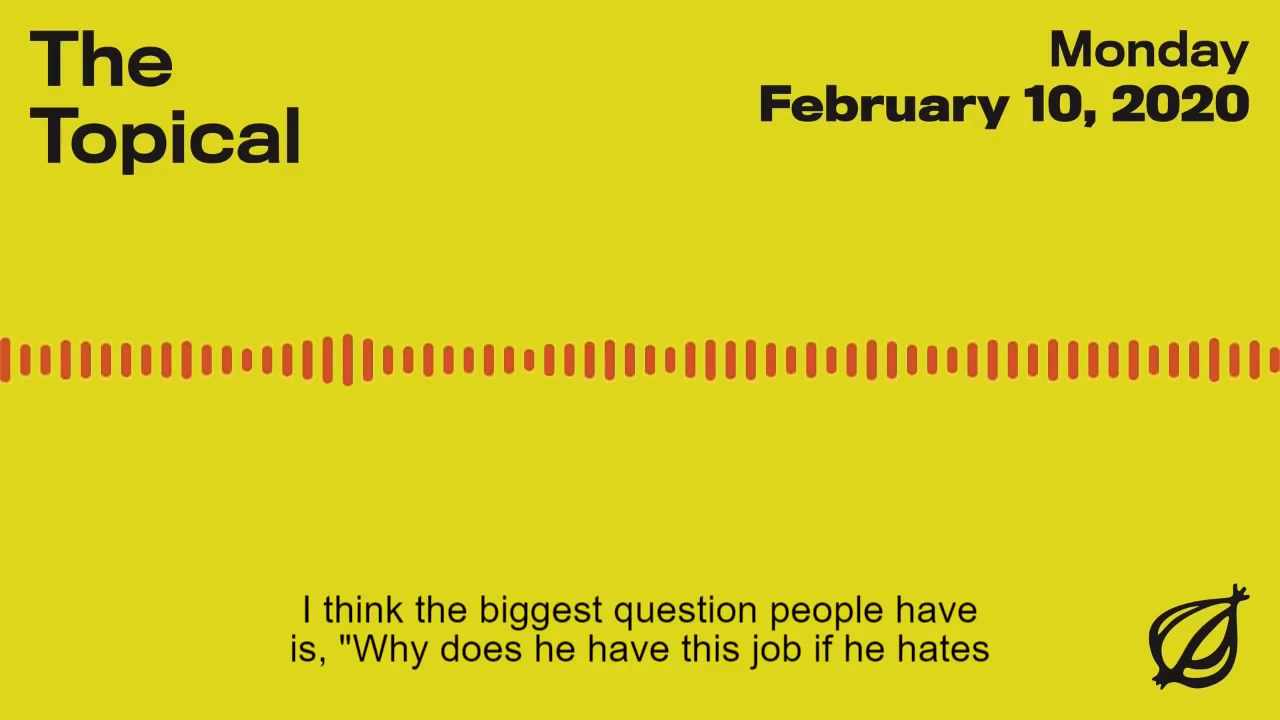 The
Topical
Monday
February 10, 2020
I think the biggest question people have
is, "Why does he have this job if he hates